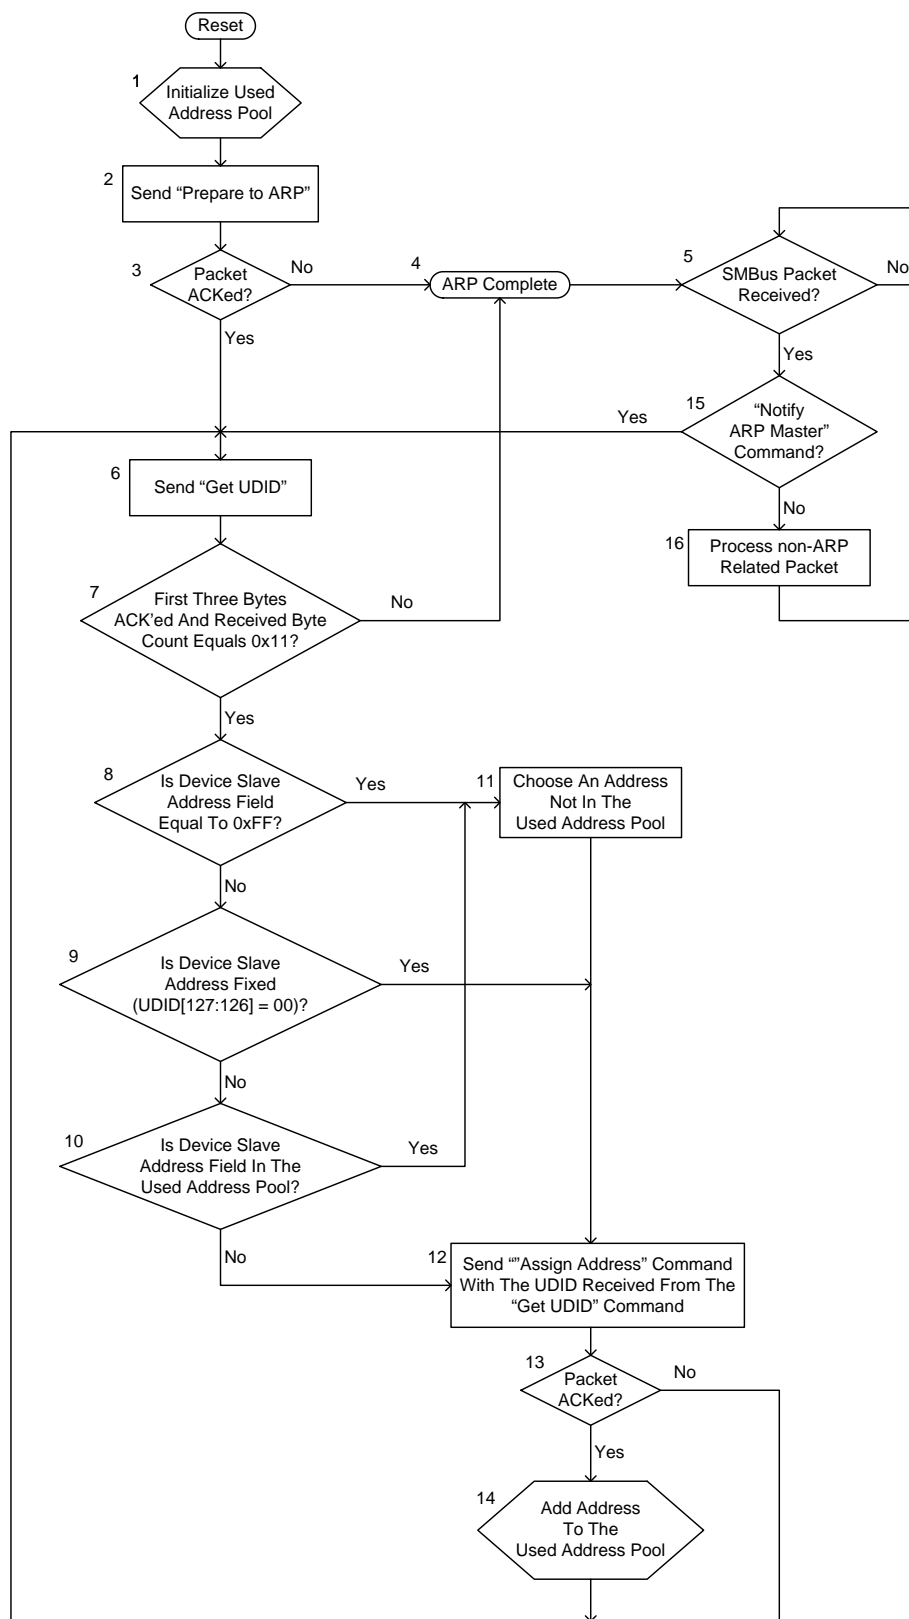 Reset
1
Initialize Used
Address Pool
2
Send “Prepare to ARP”
3
Packet
ACKed?
No
Yes
4
ARP Complete
5
SMBus Packet
Received?
No
Yes
15
“Notify
ARP Master”
Command?
Yes
No
16
Process non-ARP
Related Packet
6
Send “Get UDID”
7
First Three Bytes
ACK’ed And Received Byte
Count Equals 0x11?
No
Yes
8
Is Device Slave
Address Field
Equal To 0xFF?
Yes
No
11
Choose An Address
Not In The
Used Address Pool
9
Is Device Slave
Address Fixed
(UDID[127:126] = 00)?
Yes
No
10
Is Device Slave
Address Field In The
Used Address Pool?
Yes
No
12
Send “”Assign Address” Command
With The UDID Received From The
“Get UDID” Command
13
Packet
ACKed?
No
Yes
14
Add Address
To The
Used Address Pool